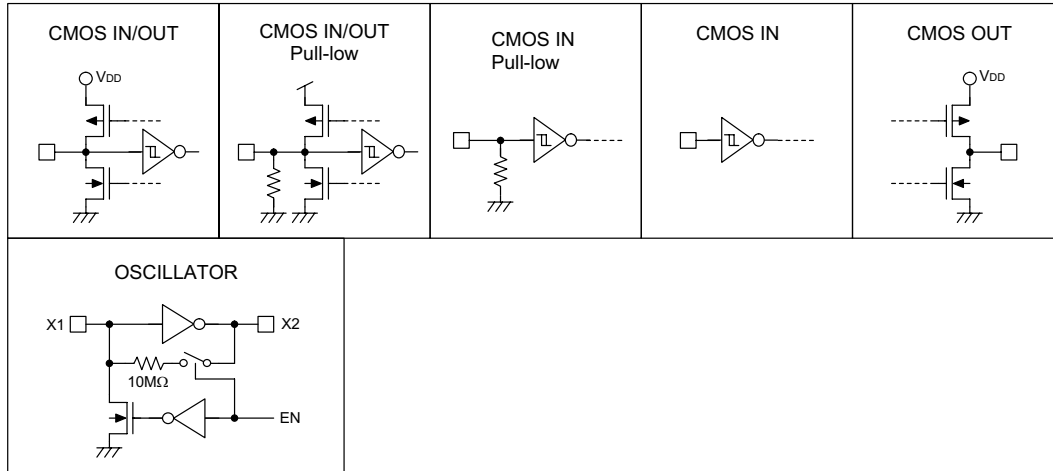 CMOS IN/OUT
VDD
CMOS IN/OUT
Pull-low
CMOS IN
Pull-low
CMOS IN
CMOS OUT
VDD
OSCILLATOR
X1
X2
10MΩ
EN